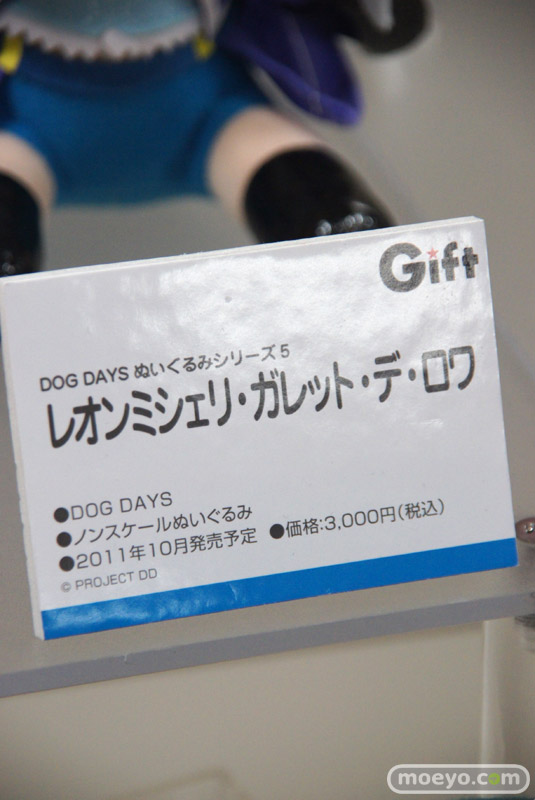 Gift
DOG DAYS ぬいぐるみシリーズ5
レオンミシェリ・ガレット・デ・ロワ
●DOG DAYS
●ノンスケールぬいぐるみ
●2011年10月発売予定 ●価格:3,000円(税込)
© PROJECT DD
moeyo.com